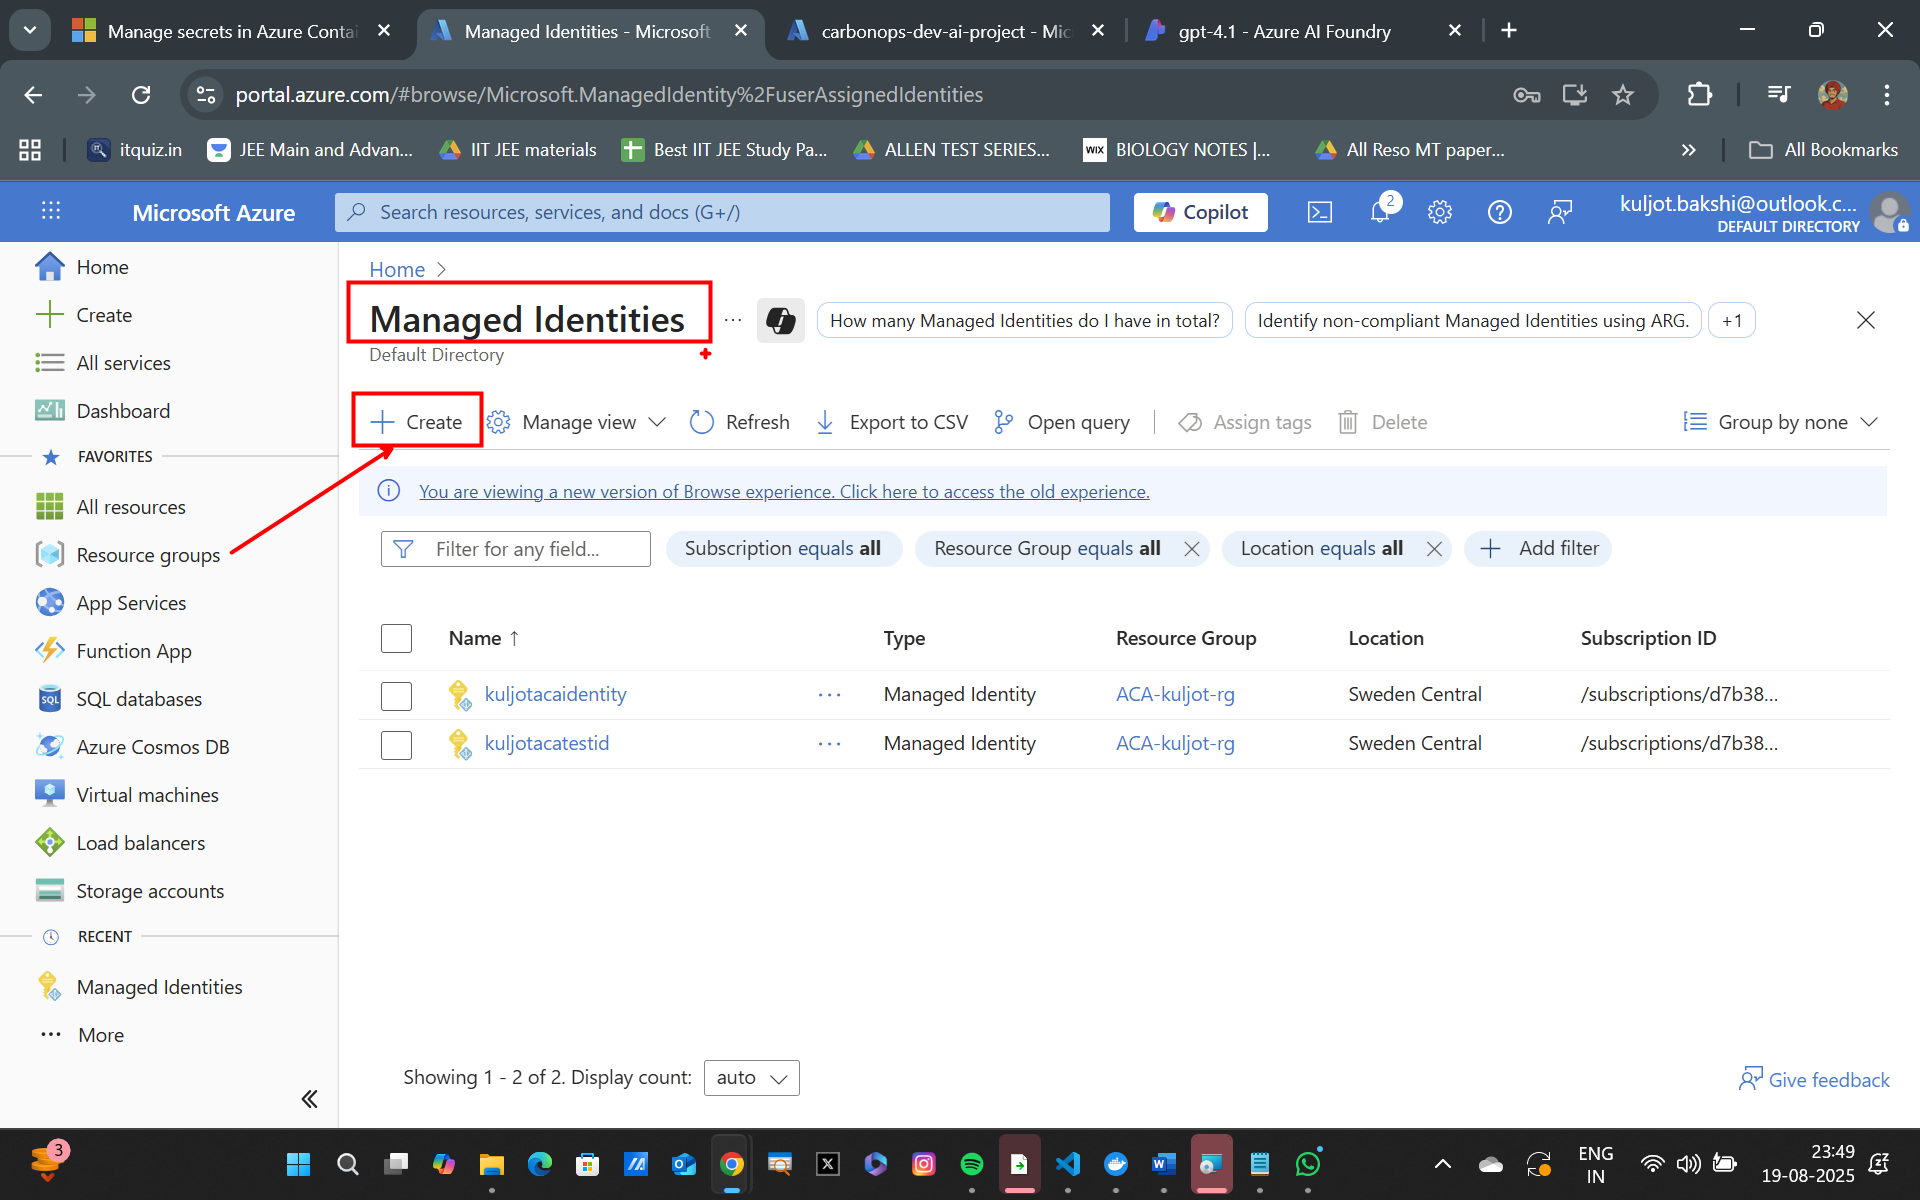 Manage secrets in Azure Contai
Managed Identities - Microsoft
carbonops-dev-ai-project - Mic
gpt-4.1 - Azure AI Foundry
portal.azure.com/#browse/Microsoft.ManagedIdentity%2FuserAssignedIdentities
itquiz.in
JEE Main and Advan...
IIT JEE materials
Best IIT JEE Study Pa...
ALLEN TEST SERIES...
WIX
BIOLOGY NOTES |...
All Reso MT paper...
All Bookmarks
Microsoft Azure
Search resources, services, and docs (G+/)
Copilot
2
kuljot.bakshi@outlook.c...
DEFAULT DIRECTORY
Home
Create
All services
Dashboard
FAVORITES
All resources
Resource groups
App Services
Function App
SQL
SQL databases
Azure Cosmos DB
Virtual machines
Load balancers
Storage accounts
RECENT
Managed Identities
More
Home >
Managed Identities
Default Directory
How many Managed Identities do I have in total?
Identify non-compliant Managed Identities using ARG.
+1
Create
Manage view
Refresh
Export to CSV
Open query
Assign tags
Delete
Group by none
You are viewing a new version of Browse experience. Click here to access the old experience.
Filter for any field...
Subscription equals all
Resource Group equals all
Location equals all
Add filter
Name ↑ Type Resource Group Location Subscription ID
kuljotacaidentity ... Managed Identity ACA-kuljot-rg Sweden Central /subscriptions/d7b38...
kuljotacatestid ... Managed Identity ACA-kuljot-rg Sweden Central /subscriptions/d7b38...
Showing 1 - 2 of 2. Display count: auto
Give feedback
3
ENG
IN
23:49
19-08-2025